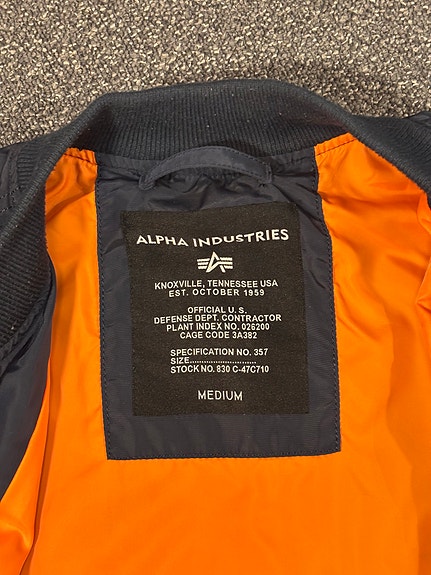 ALPHA INDUSTRIES
KNOXVILLE, TENNESSEE USA
EST. OCTOBER 1959
OFFICIAL U.S.
DEFENSE DEPT. CONTRACTOR
PLANT INDEX NO. 026200
CAGE CODE 3A382
SPECIFICATION NO. 357
SIZE........................
STOCK NO. 830 C-47C710
MEDIUM